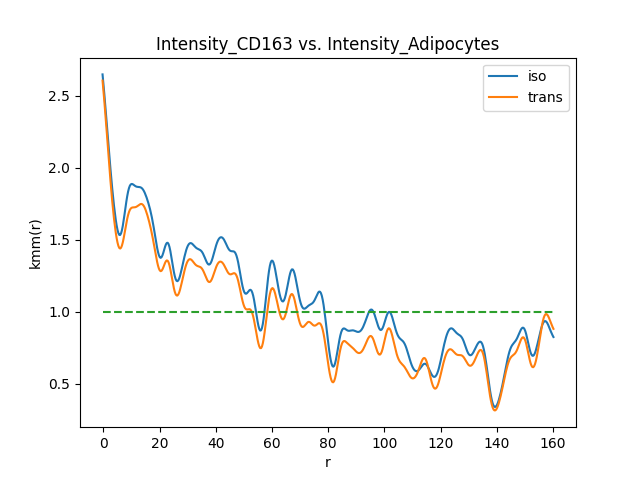 Intensity_CD163 vs. Intensity_Adipocytes
iso
trans
kmm(r)
2.5
2.0
1.5
1.0
0.5
0 20 40 60 80 100 120 140 160
r